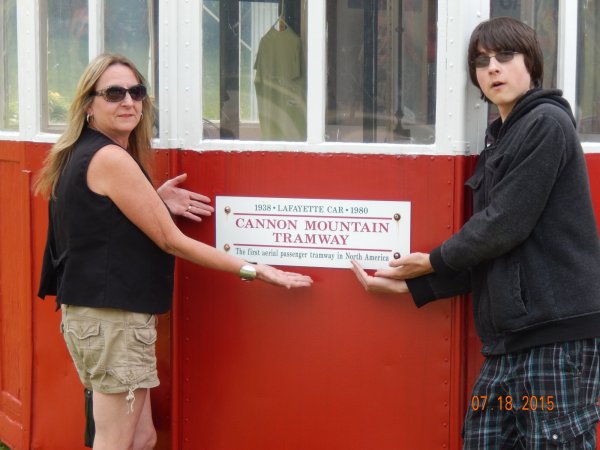 1938 • LAFAYETTE CAR • 1980
CANNON MOUNTAIN
TRAMWAY
The first aerial passenger tramway in North America
07.18.2015